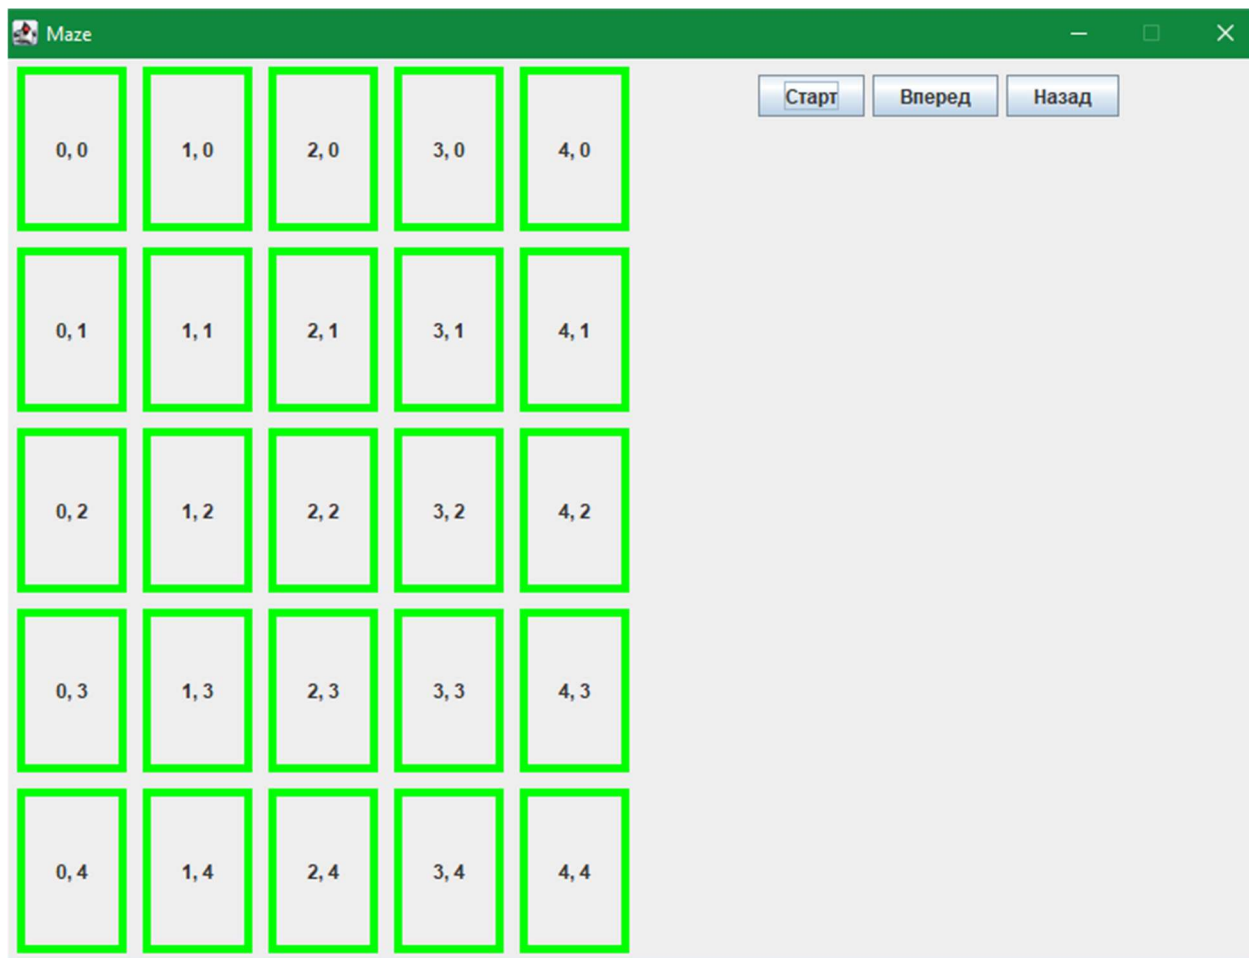 Maze
Старт Вперед Назад
0, 0 1, 0 2, 0 3, 0 4, 0
0, 1 1, 1 2, 1 3, 1 4, 1
0, 2 1, 2 2, 2 3, 2 4, 2
0, 3 1, 3 2, 3 3, 3 4, 3
0, 4 1, 4 2, 4 3, 4 4, 4